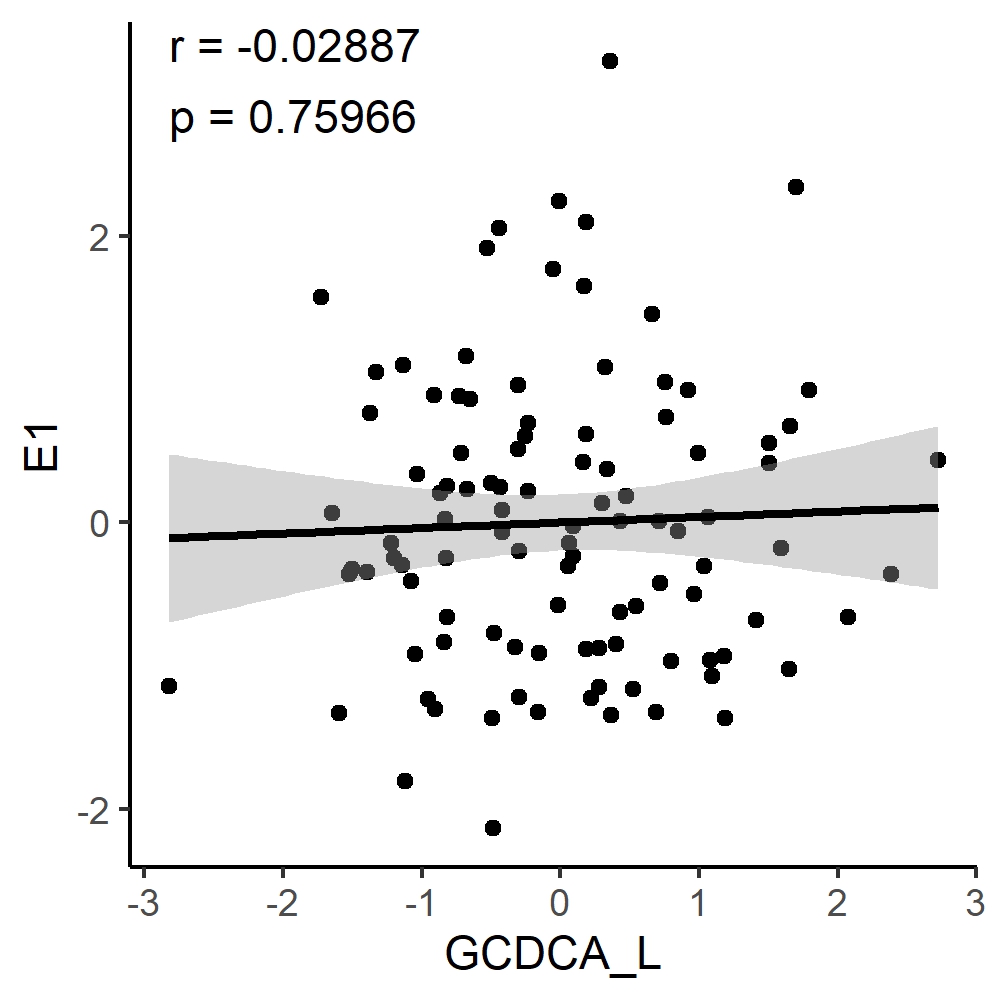 r = -0.02887
p = 0.75966
E1
2
0
-2
-3 -2 -1 0 1 2 3
GCDCA_L